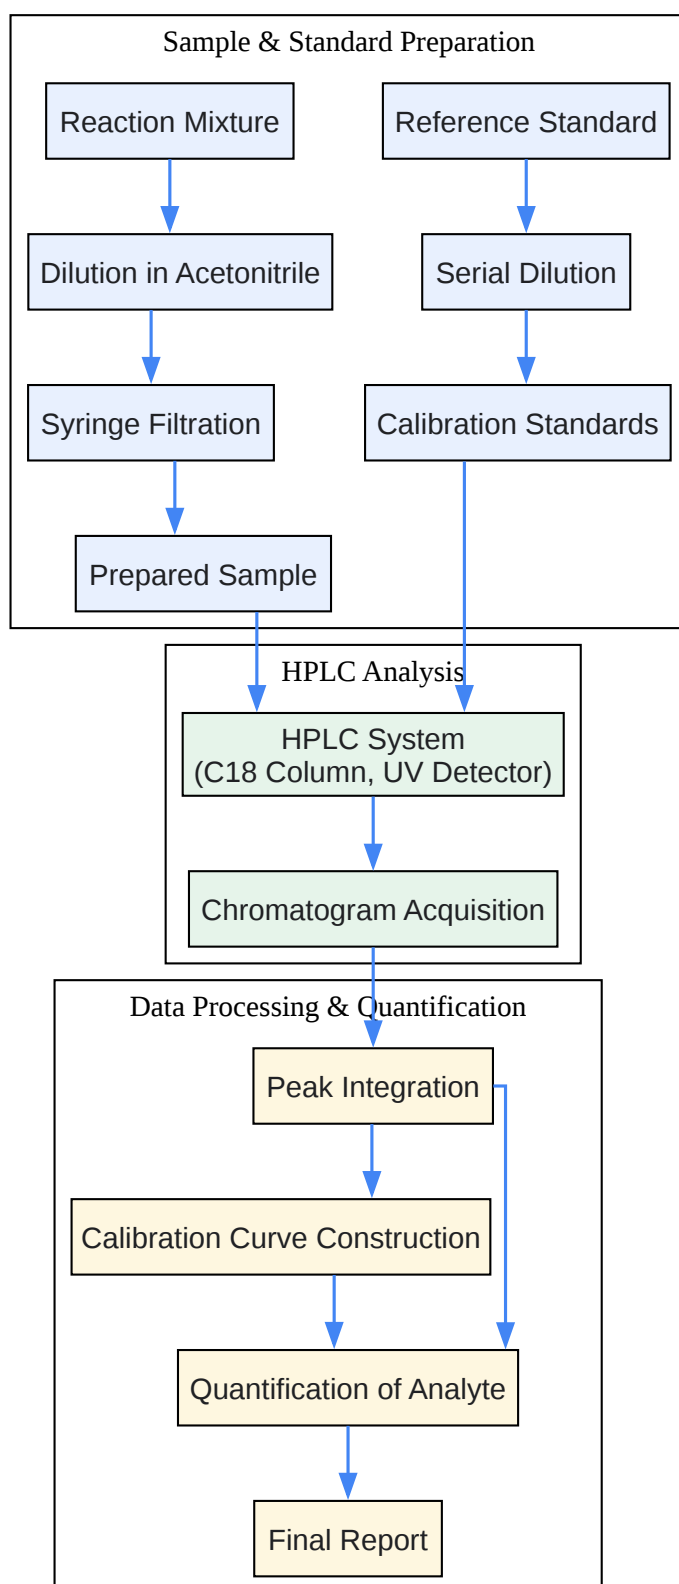 Sample & Standard Preparation
Reaction Mixture
Reference Standard
Dilution in Acetonitrile
Serial Dilution
Syringe Filtration
Calibration Standards
Prepared Sample
HPLC Analysis
HPLC System
(C18 Column, UV Detector)
Chromatogram Acquisition
Data Processing & Quantification
Peak Integration
Calibration Curve Construction
Quantification of Analyte
Final Report